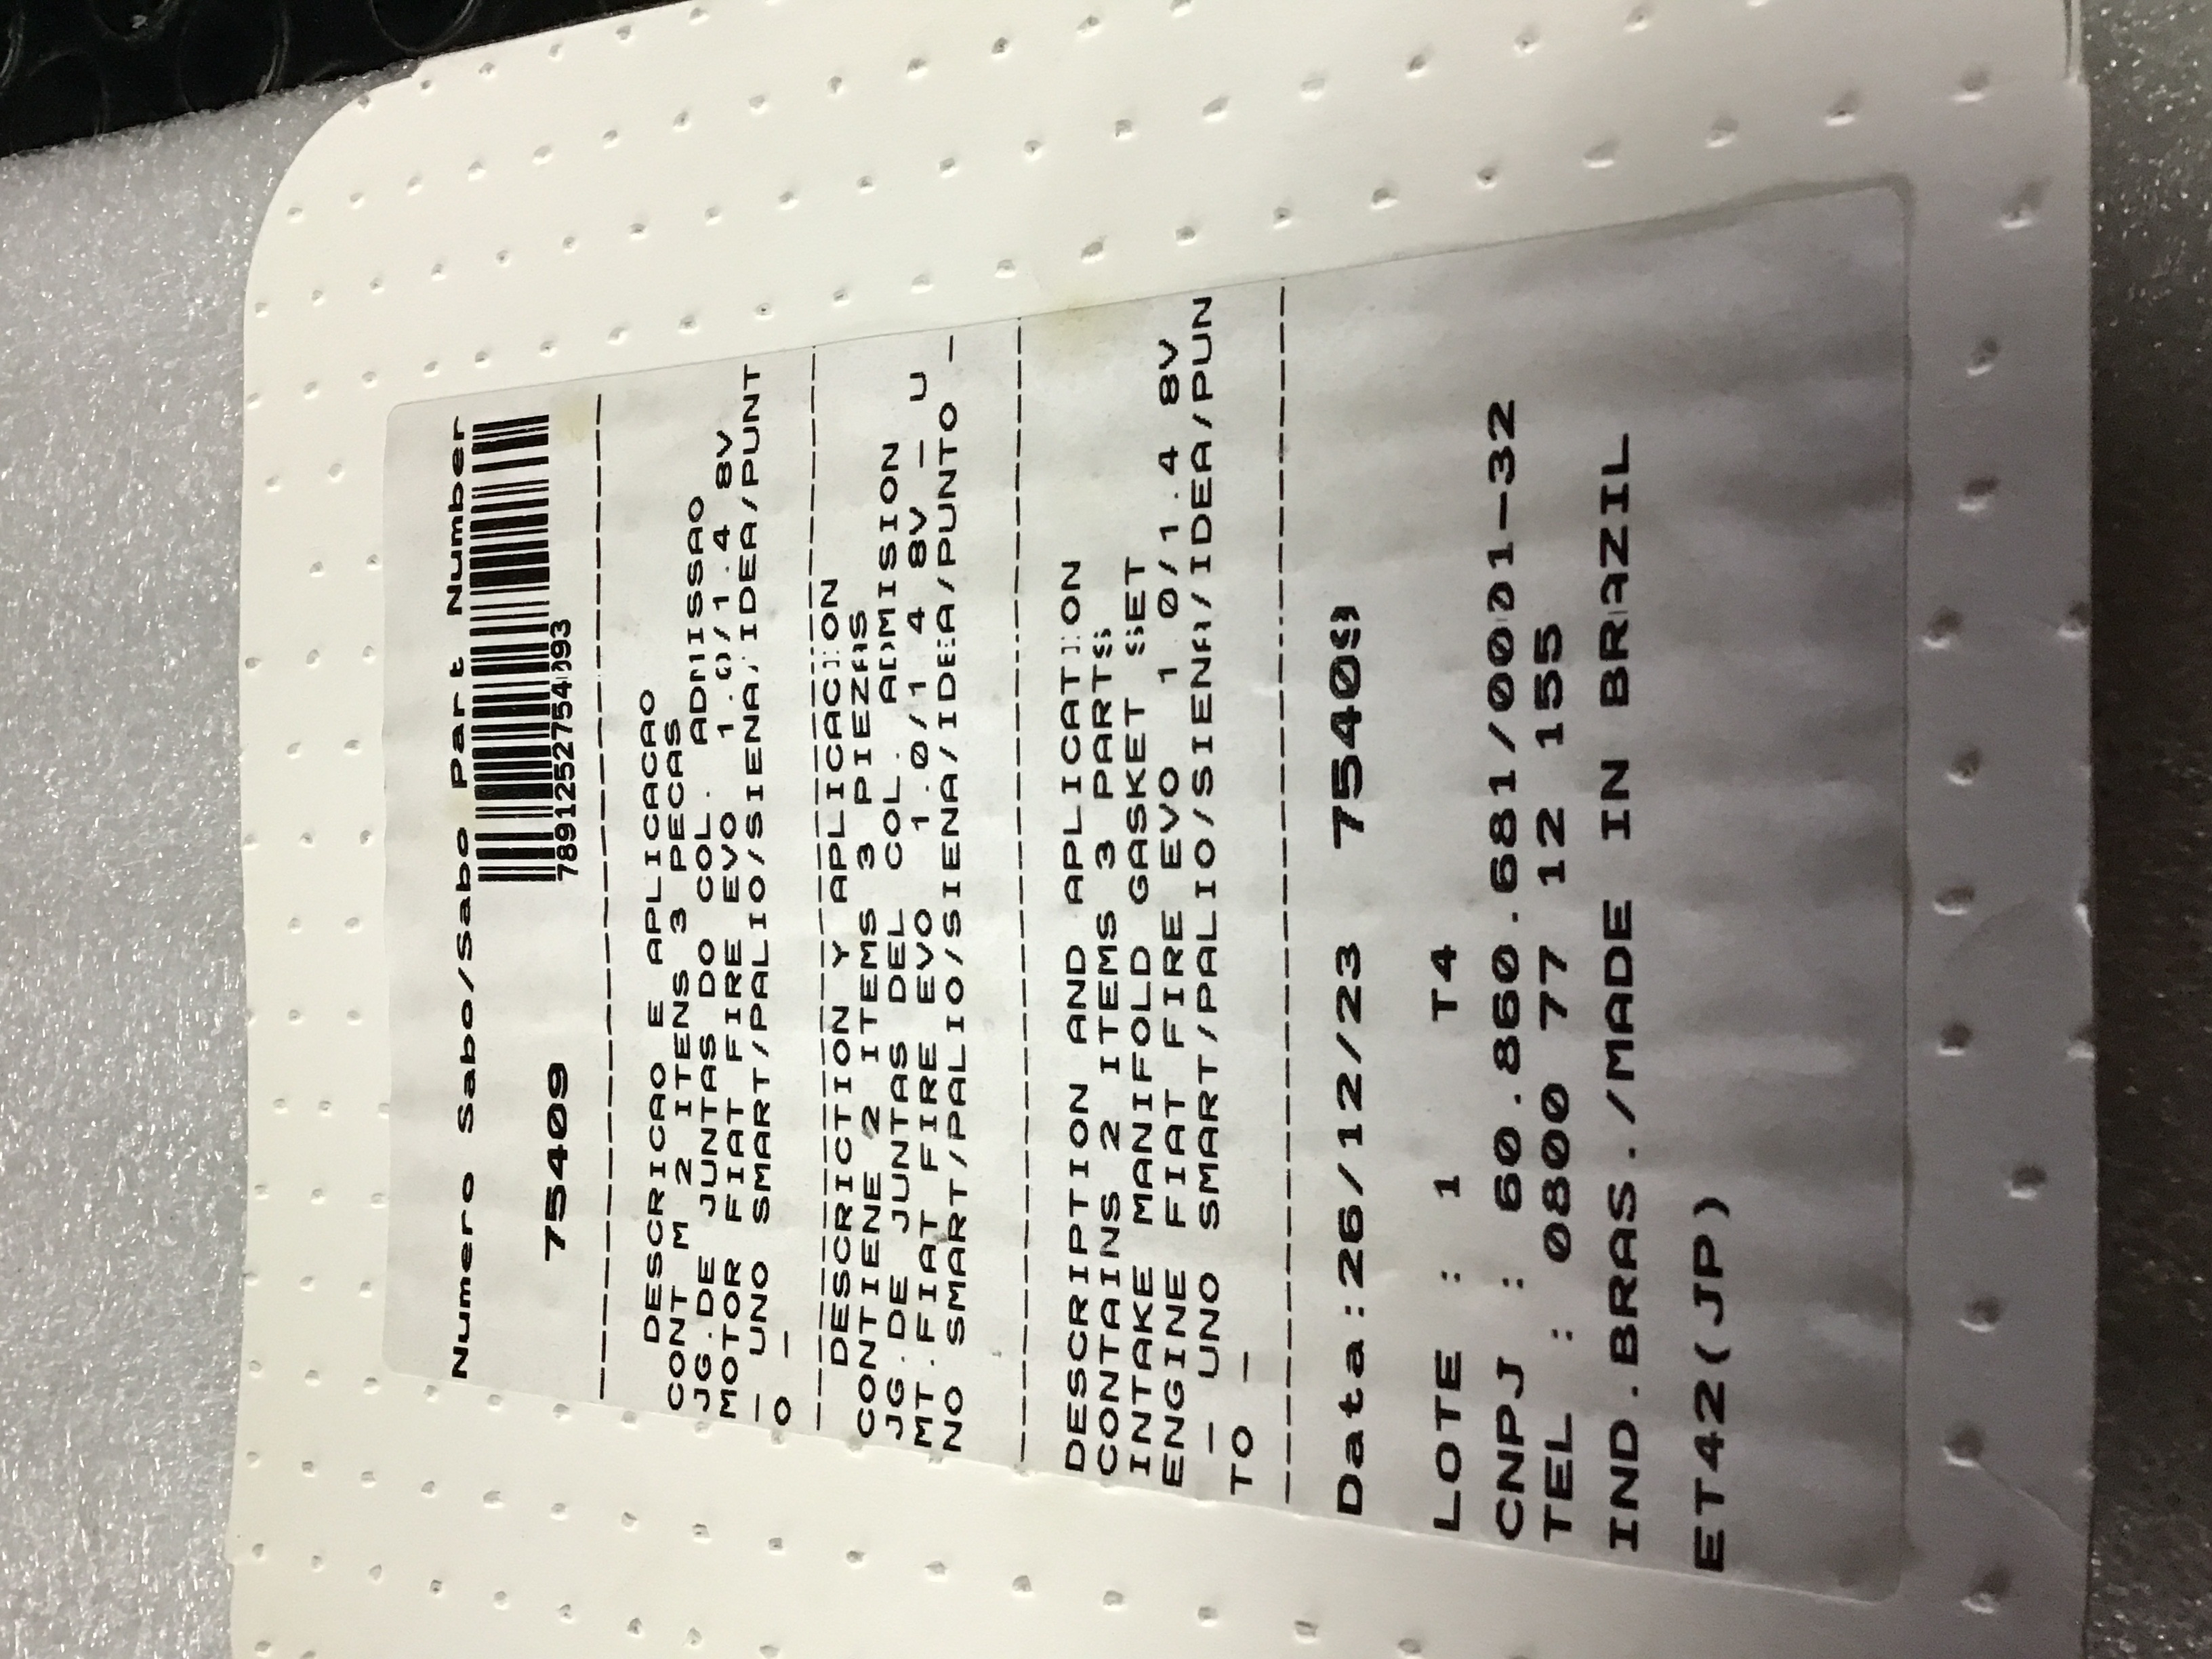 Numero Sabo/Sabo Part Number
75409
7891252754093
DESCRICAO E APLICACAO
CONT M 2 ITENS 3 PECAS
JG.DE JUNTAS DO COL. ADMISSAO
MOTOR FIAT FIRE EVO 1.0/1.4 8V
— UNO SMART/PALIO/SIENA/IDEA/PUNT
O —
DESCRICTION Y APLICACION
CONTIENE 2 ITEMS 3 PIEZAS
JG.DE JUNTAS DEL COL. ADMISION
MT.FIAT FIRE EVO 1.0/1 4 8V — U
NO SMART/PALIO/SIENA/IDEA/PUNTO —
DESCRIPTION AND APLICATION
CONTAINS 2 ITEMS 3 PARTS
INTAKE MANIFOLD GASKET SET
ENGINE FIAT FIRE EVO 1 0/1.4 8V
— UNO SMART/PALIO/SIENA/IDEA/PUN
TO —
Data:26/12/23 75409
LOTE : 1 T4
CNPJ : 60.860.681/0001-32
TEL : 0800 77 12 155
IND.BRAS./MADE IN BRAZIL
ET42(JP)